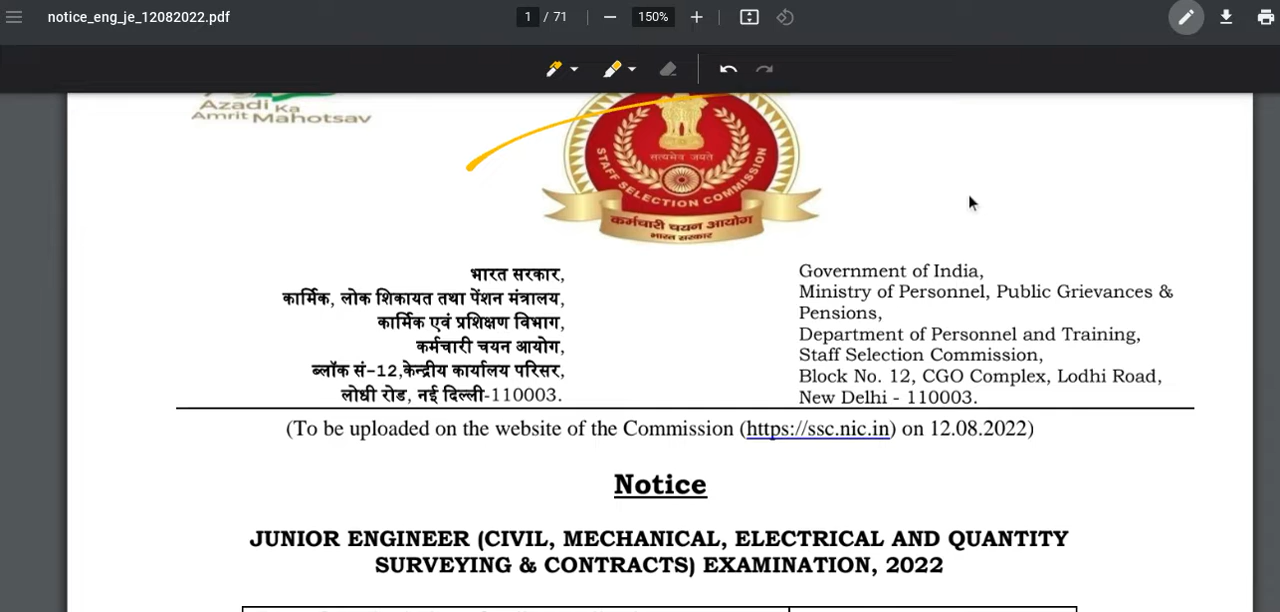 notice_eng_je_12082022.pdf
1 / 71
150%
Azadi Ka
Amrit Mahotsav
सत्यमेव जयते
STAFF SELECTION COMMISSION
कर्मचारी चयन आयोग
भारत सरकार
भारत सरकार,
कार्मिक, लोक शिकायत तथा पेंशन मंत्रालय,
कार्मिक एवं प्रशिक्षण विभाग,
कर्मचारी चयन आयोग,
ब्लॉक सं-12,केन्द्रीय कार्यालय परिसर,
लोधी रोड, नई दिल्ली-110003.
Government of India,
Ministry of Personnel, Public Grievances &
Pensions,
Department of Personnel and Training,
Staff Selection Commission,
Block No. 12, CGO Complex, Lodhi Road,
New Delhi - 110003.
(To be uploaded on the website of the Commission (https://ssc.nic.in) on 12.08.2022)
Notice
JUNIOR ENGINEER (CIVIL, MECHANICAL, ELECTRICAL AND QUANTITY
SURVEYING & CONTRACTS) EXAMINATION, 2022